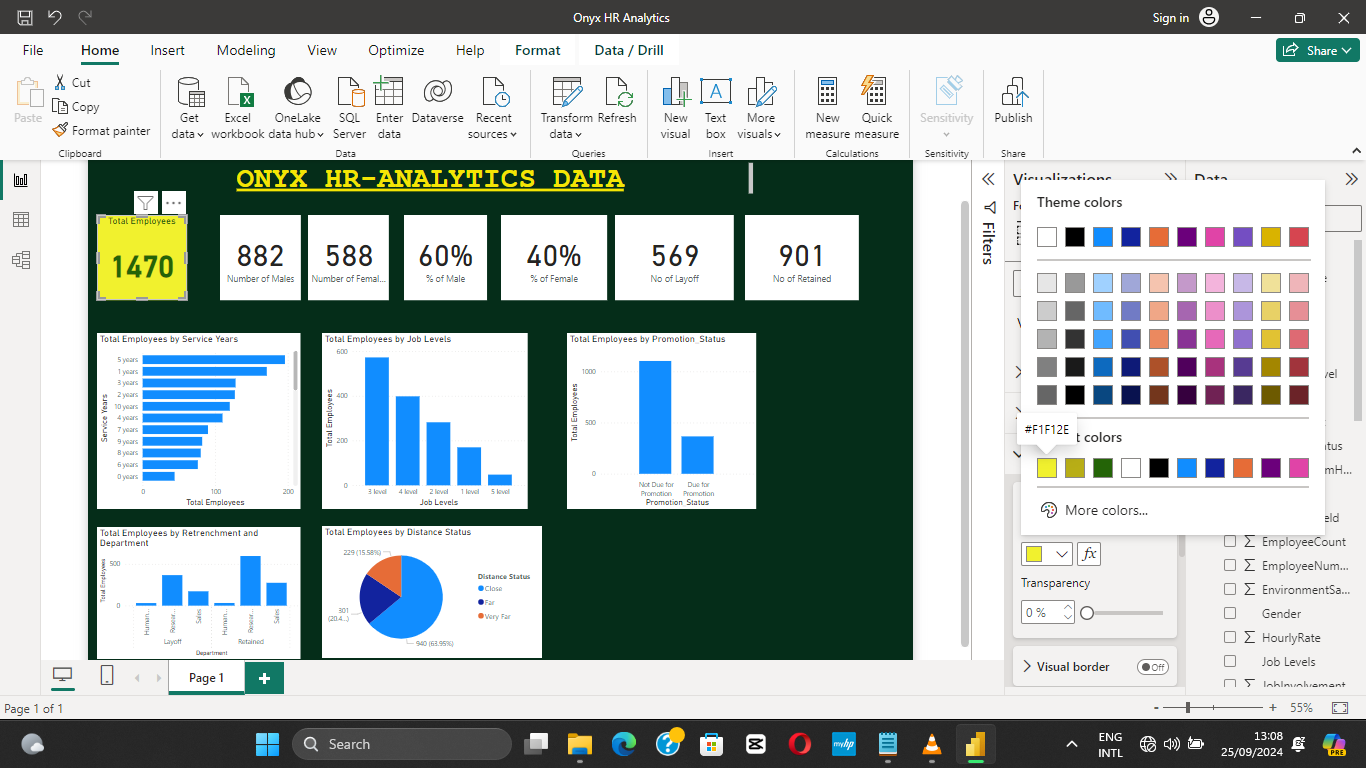 Onyx HR Analytics
Sign in
File Home Insert Modeling View Optimize Help Format Data / Drill
Share
Paste
Cut
Copy
Format painter
Clipboard
Get data
Excel workbook
OneLake data hub
SQL Server
Enter data
Dataverse
Recent sources
Data
Transform data
Refresh
Queries
New visual
Text box
More visuals
Insert
New measure
Quick measure
Calculations
Sensitivity
Sensitivity
Publish
Share
ONYX HR-ANALYTICS DATA
Total Employees
1470
882
Number of Males
588
Number of Femal...
60%
% of Male
40%
% of Female
569
No of Layoff
901
No of Retained
Total Employees by Service Years
Service Years
5 years
1 years
3 years
2 years
10 years
4 years
7 years
9 years
8 years
6 years
0 years
0 100 200
Total Employees
Total Employees by Job Levels
Total Employees
600
400
200
0
3 level 4 level 2 level 1 level 5 level
Job Levels
Total Employees by Promotion_Status
Total Employees
1000
500
0
Not Due for Promotion
Due for Promotion
Promotion_Status
Total Employees by Retrenchment and
Department
Total Employees
500
0
Human... Resear... Sales Human... Resear... Sales
Layoff Retained
Department
Total Employees by Distance Status
229 (15.58%)
301
(20.4...)
940 (63.95%)
Distance Status
Close
Far
Very Far
Filters
Visualizations
Data
Theme colors
#F1F12E
colors
More colors...
fx
Transparency
0 %
Visual border
Off
EmployeeCount
EmployeeNum...
EnvironmentSa...
Gender
HourlyRate
Job Levels
JobInvolvement
Page 1
Page 1 of 1
- + 55%
Search
ENG
INTL
13:08
25/09/2024
PRE